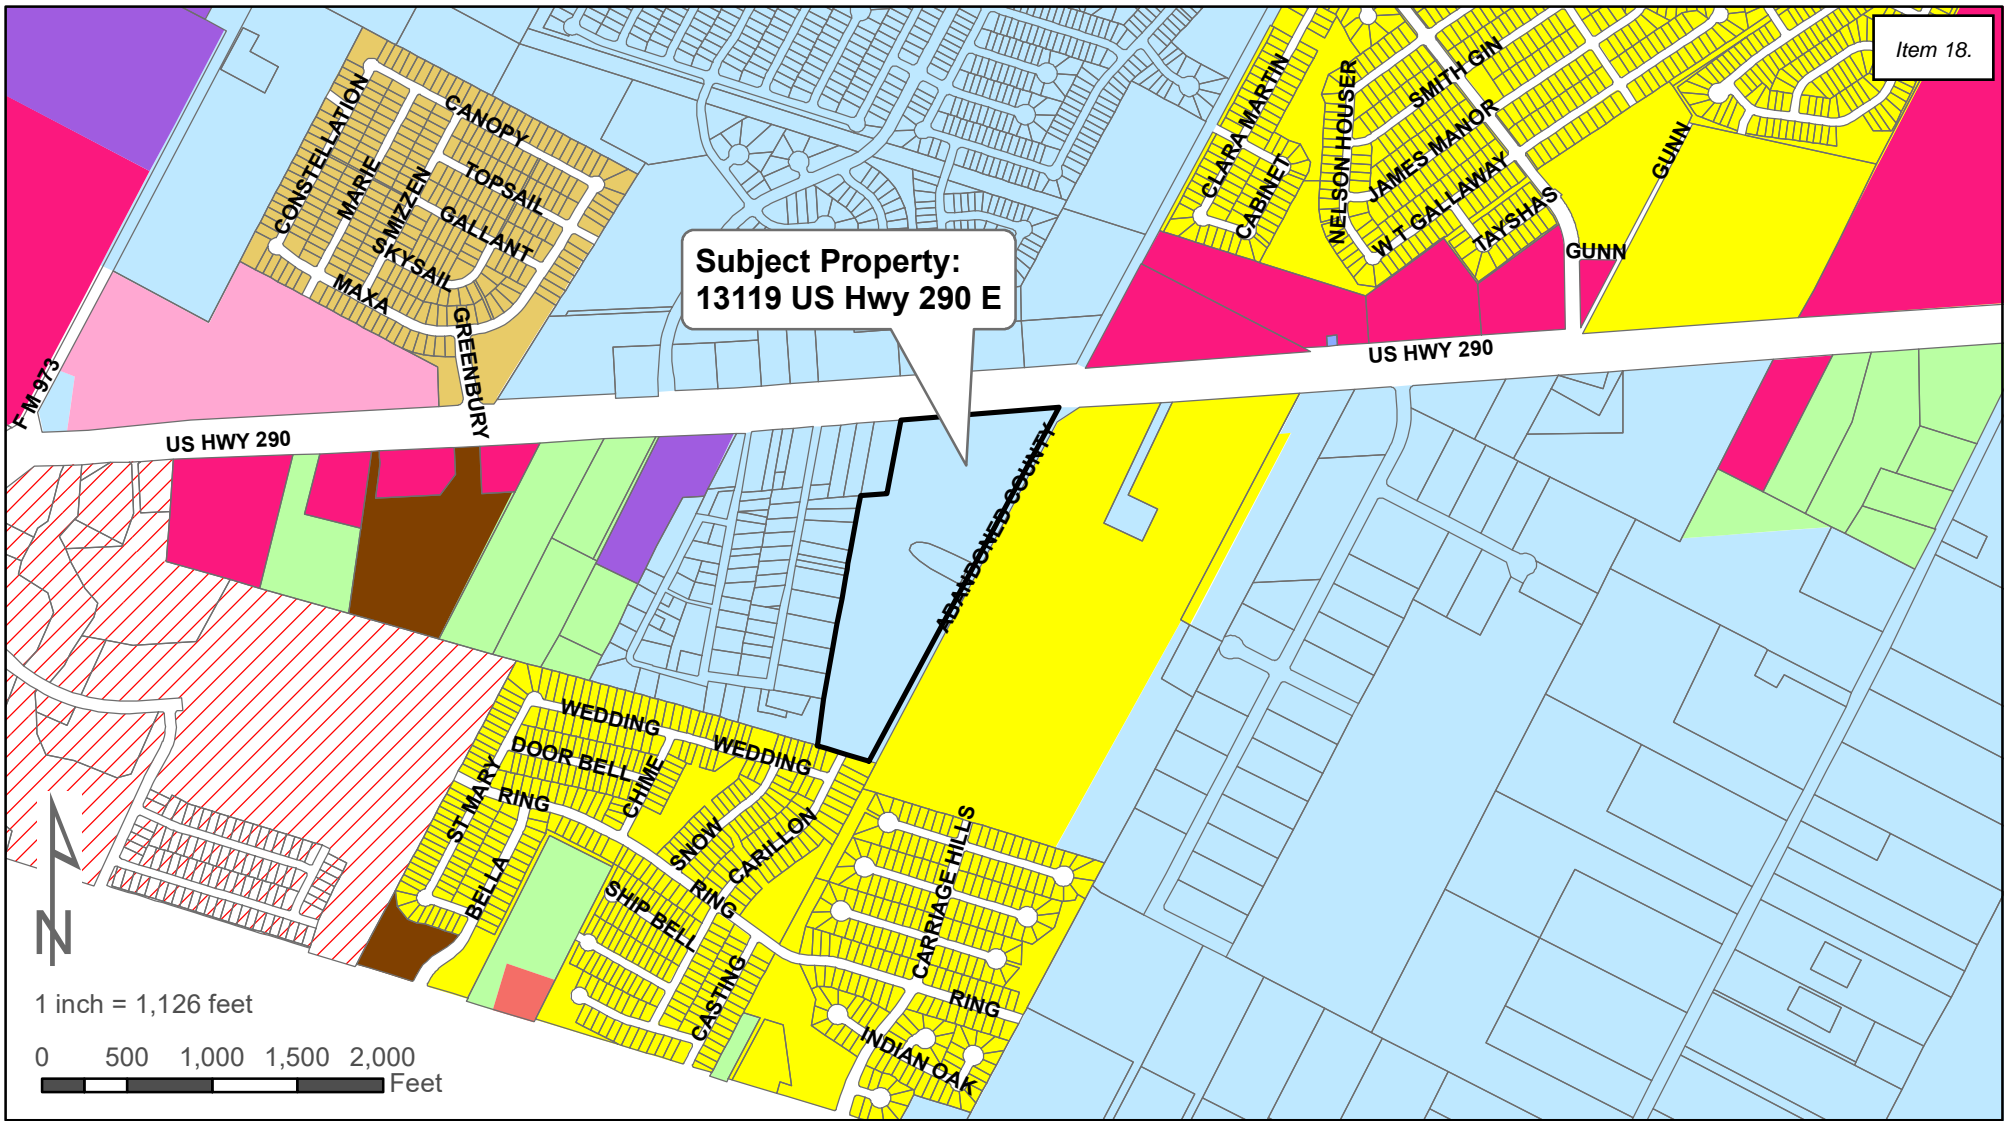 Item 18.
CONSTELLATION
CANOPY
MARIE
MIZZEN
TOPSAIL
GALLANT
SKYSAIL
MAXA
GREENBURY
F M 973
US HWY 290
Subject Property:
13119 US Hwy 290 E
CLARA MARTIN
CABINET
NELSON HOUSER
SMITH GIN
JAMES MANOR
W T GALLAWAY
TAYSHAS
GUNN
GUNN
US HWY 290
ABANDONED COUNTY
WEDDING
WEDDING
DOOR BELL
CHIME
ST MARY
RING
SNOW
CARILLON
BELLA
SHIP BELL
RING
CARRIAGE HILLS
CASTING
RING
INDIAN OAK
N
1 inch = 1,126 feet
0 500 1,000 1,500 2,000
Feet